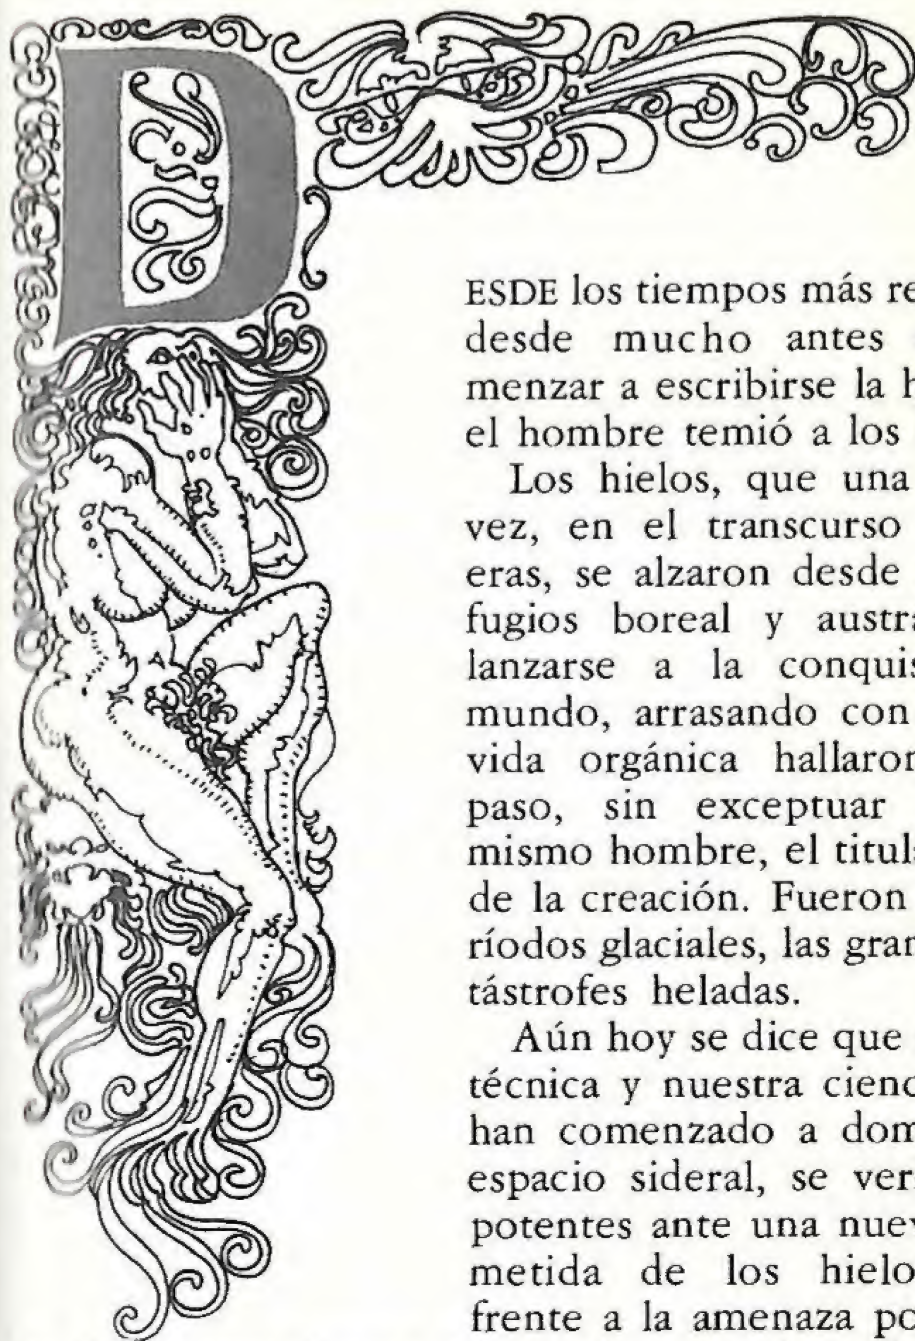 DESDE los tiempos más re
desde mucho antes
menzar a escribirse la h
el hombre temió a los
Los hielos, que una
vez, en el transcurso
eras, se alzaron desde
fugios boreal y austra
lanzarse a la conquis
mundo, arrasando con
vida orgánica hallaron
paso, sin exceptuar
mismo hombre, el titula
de la creación. Fueron
ríodos glaciales, las gran
tástrofes heladas.
Aún hoy se dice que
técnica y nuestra cienc
han comenzado a dom
espacio sideral, se ver
potentes ante una nuev
metida de los hielo
frente a la amenaza po